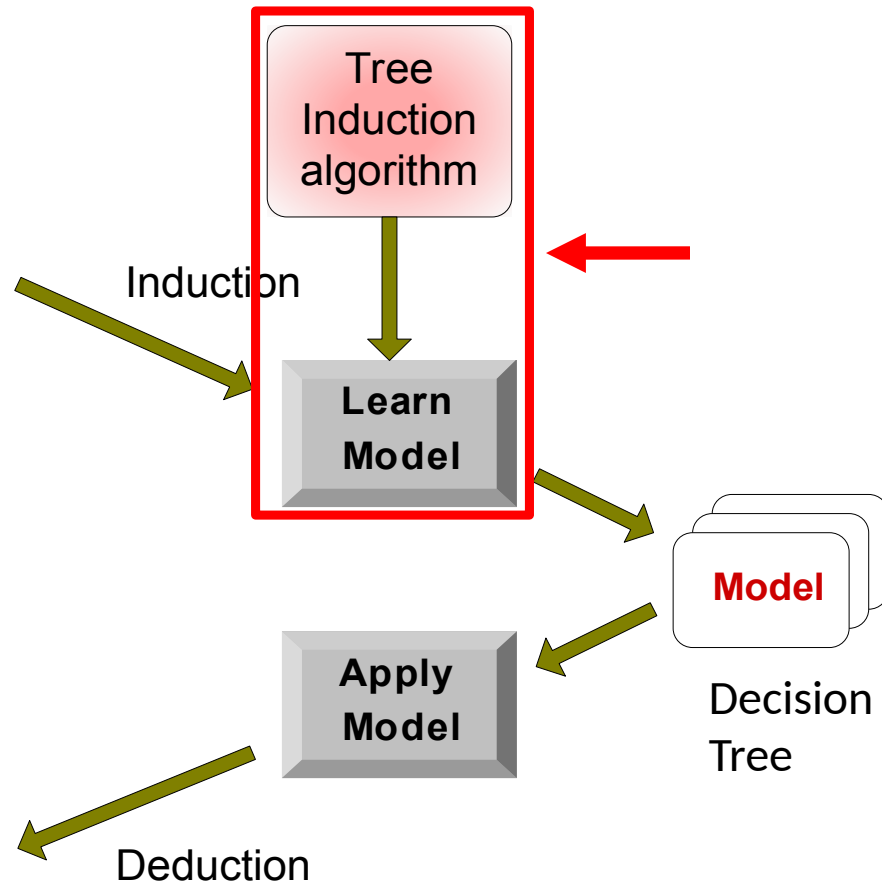 Tree
Induction
algorithm
Induction
Learn
Model
Model
Decision
Tree
Apply
Model
Deduction